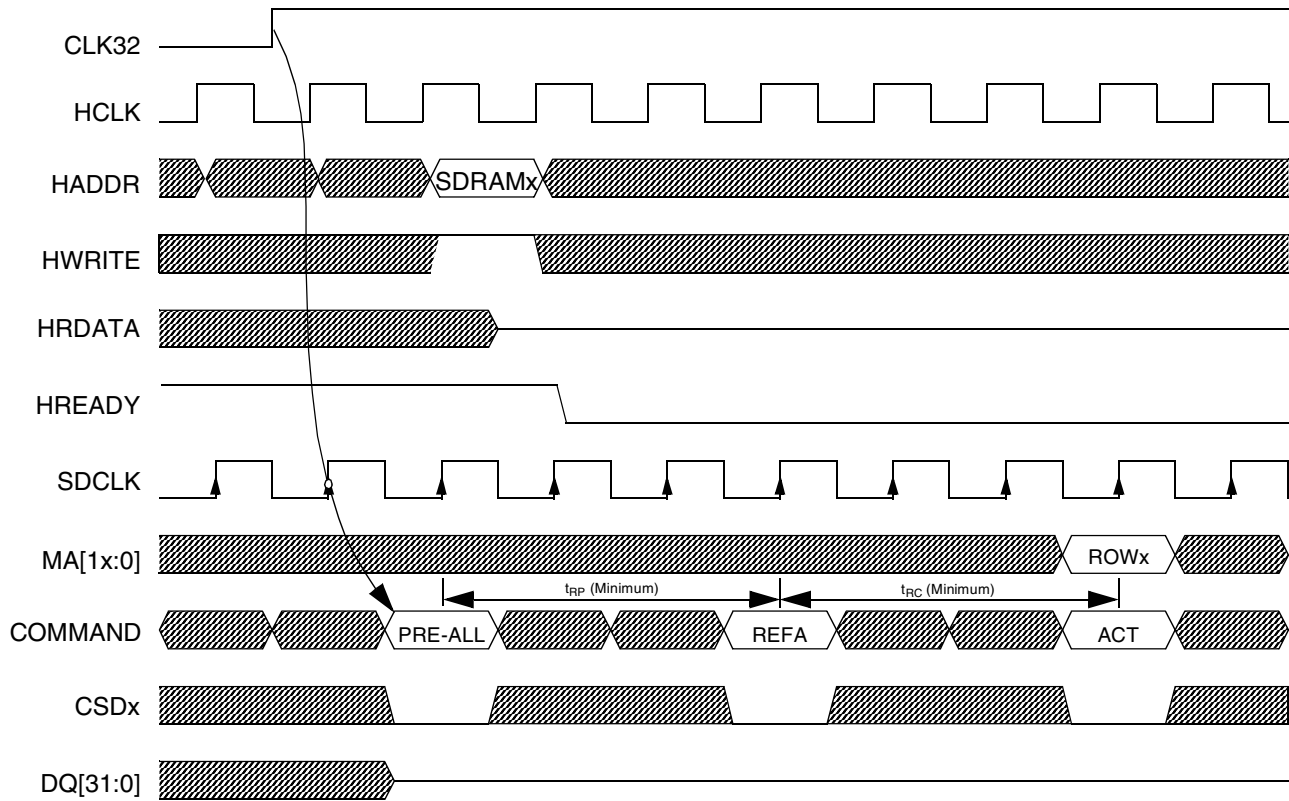 CLK32
HCLK
HADDR
SDRAMx
HWRITE
HRDATA
HREADY
SDCLK
MA[1x:0]
ROWx
tRP (Minimum)
tRC (Minimum)
COMMAND
PRE-ALL
REFA
ACT
CSDx
DQ[31:0]